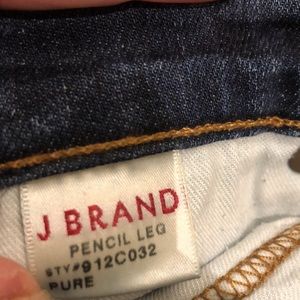 J BRAND
PENCIL LEG
STY#912C032
PURE